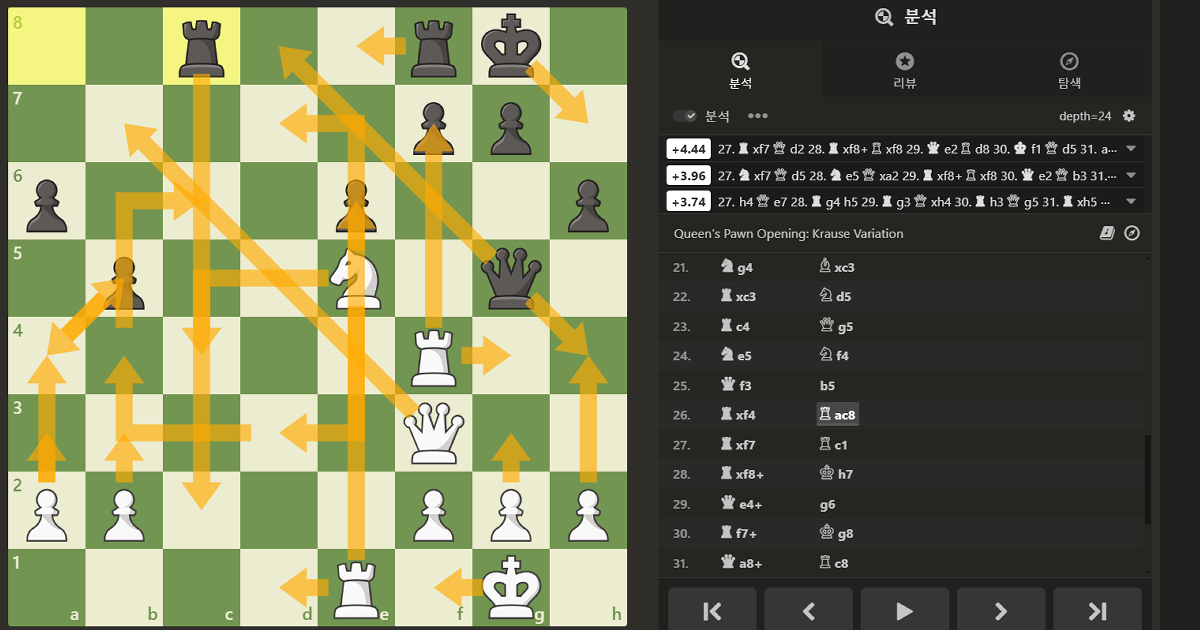 분석
분석
리뷰
탐색
분석
depth=24
+4.44 27. xf7 d2 28. xf8+ xf8 29. e2 d8 30. f1 d5 31. a...
+3.96 27. xf7 d5 28. e5 xa2 29. xf8+ xf8 30. e2 b3 31....
+3.74 27. h4 e7 28. g4 h5 29. g3 xh4 30. h3 g5 31. xh5 ...
Queen's Pawn Opening: Krause Variation
21. g4 xc3
22. xc3 d5
23. c4 g5
24. e5 f4
25. f3 b5
26. xf4 ac8
27. xf7 c1
28. xf8+ h7
29. e4+ g6
30. f7+ g8
31. a8+ c8
8
7
6
5
4
3
2
1
a b c d e f g h